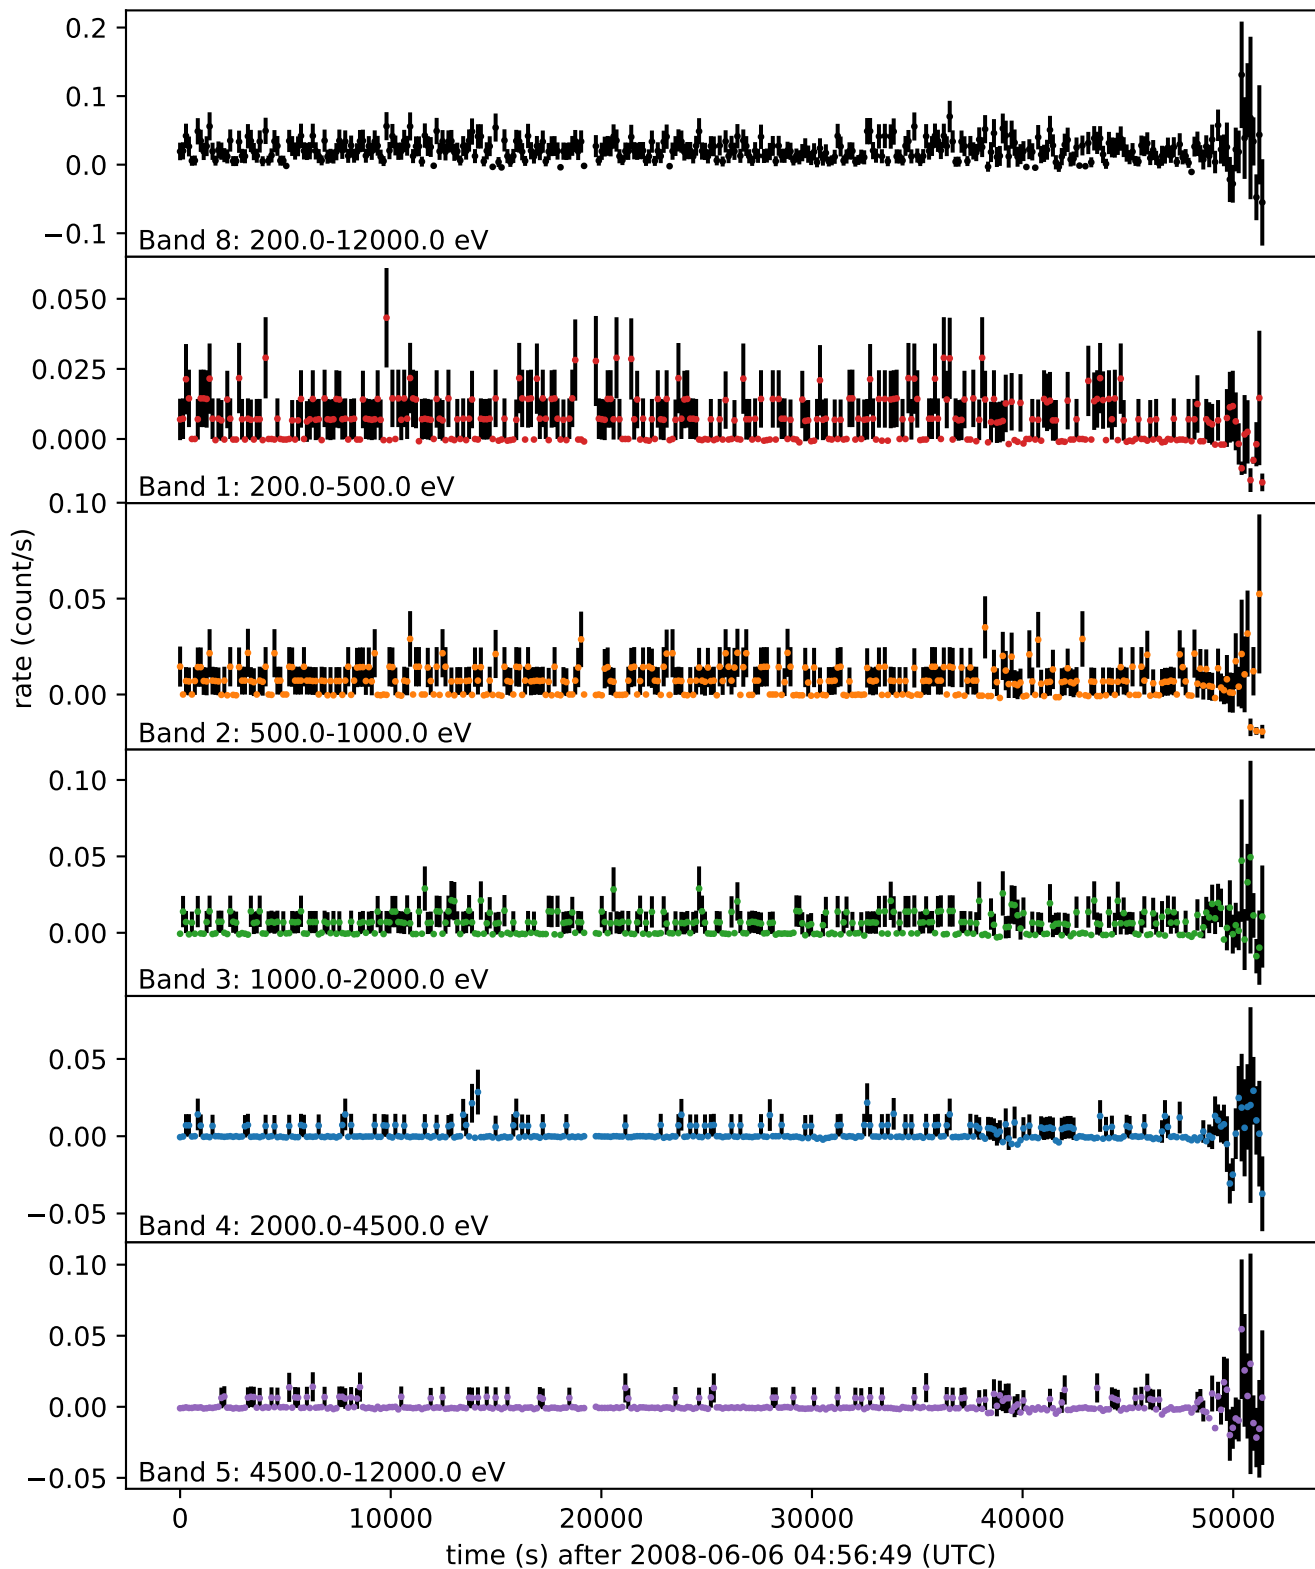 0.2
0.1
0.0
−0.1
Band 8: 200.0-12000.0 eV
0.050
0.025
0.000
Band 1: 200.0-500.0 eV
0.10
0.05
0.00
Band 2: 500.0-1000.0 eV
rate (count/s)
0.10
0.05
0.00
Band 3: 1000.0-2000.0 eV
0.05
0.00
−0.05
Band 4: 2000.0-4500.0 eV
0.10
0.05
0.00
−0.05
Band 5: 4500.0-12000.0 eV
0 10000 20000 30000 40000 50000
time (s) after 2008-06-06 04:56:49 (UTC)